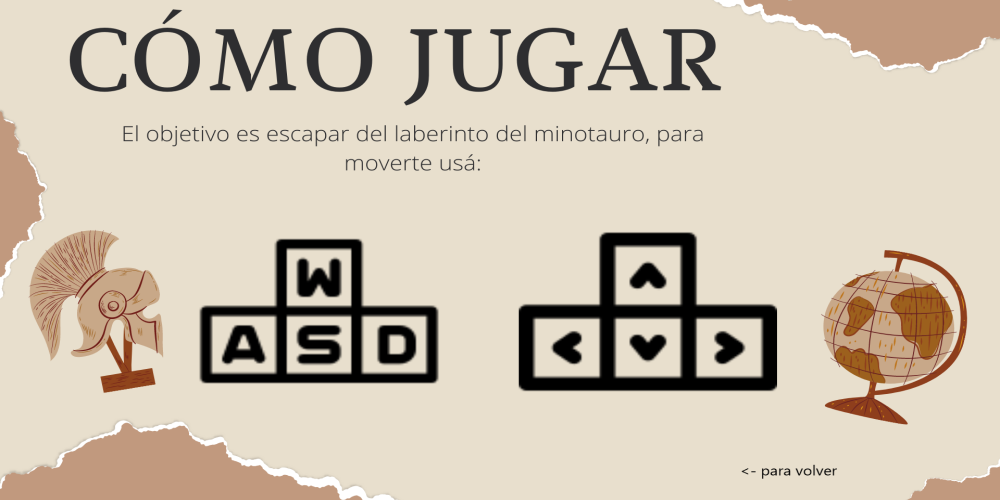 CÓMO JUGAR
El objetivo es escapar del laberinto del minotauro, para
moverte usá:
W
A S D
<- para volver